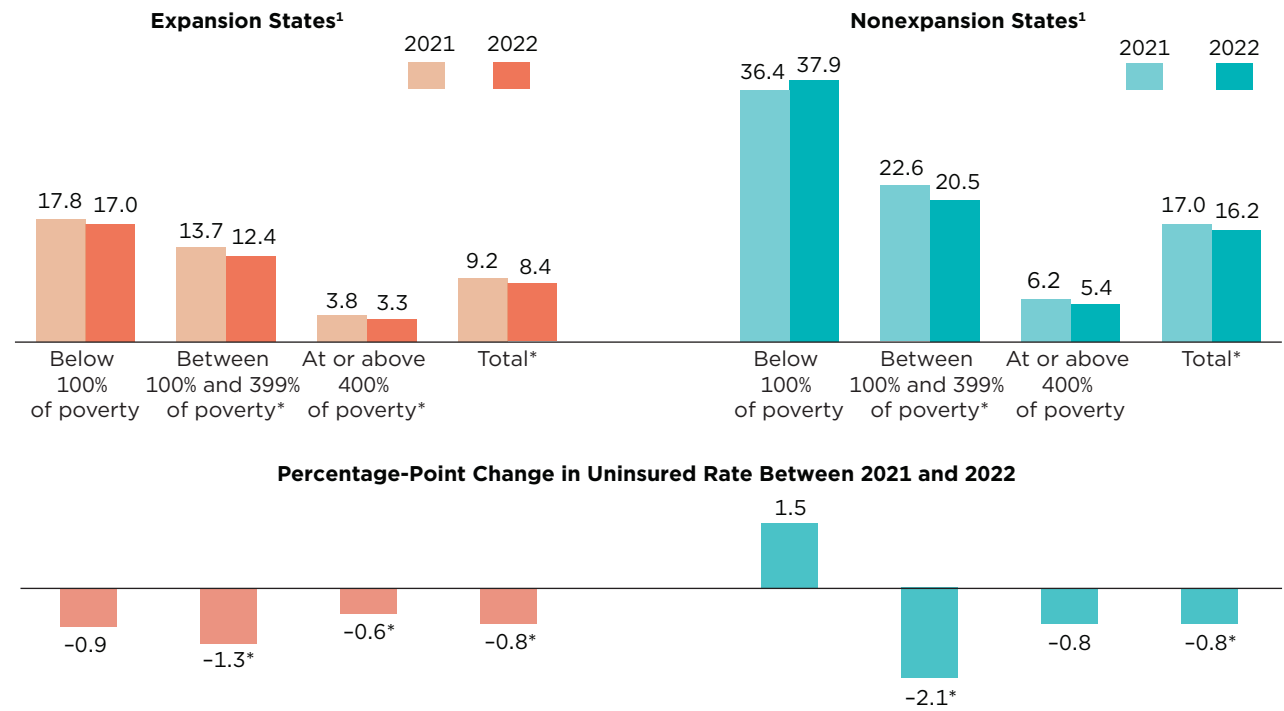 Expansion States¹
2021 2022
17.8 17.0
13.7 12.4
3.8 3.3
9.2 8.4
Below
100%
of poverty
Between
100% and 399%
of poverty*
At or above
400%
of poverty*
Total*
Nonexpansion States¹
2021 2022
36.4 37.9
22.6 20.5
6.2 5.4
17.0 16.2
Below
100%
of poverty
Between
100% and 399%
of poverty*
At or above
400%
of poverty
Total*
Percentage-Point Change in Uninsured Rate Between 2021 and 2022
–0.9
–1.3*
–0.6*
–0.8*
1.5
–2.1*
–0.8
–0.8*